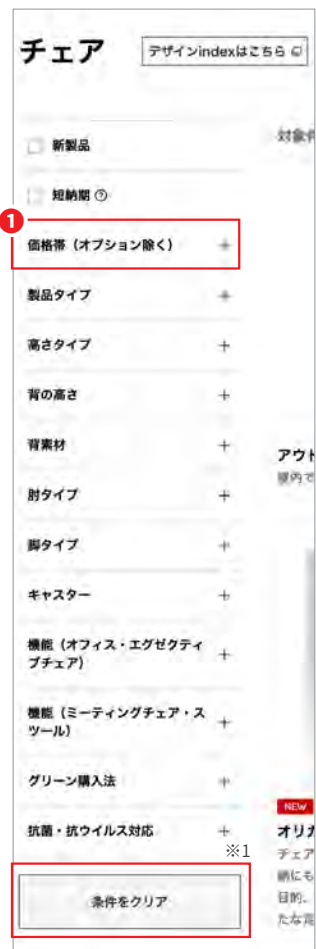 チェア
デザインindexはこちら
新製品
対象件
短納期
1
価格帯（オプション除く） +
製品タイプ +
高さタイプ +
背の高さ +
背素材 +
アウト
屋内で
肘タイプ +
脚タイプ +
キャスター +
機能（オフィス・エグゼクティ
ブチェア） +
機能（ミーティングチェア・ス
ツール） +
グリーン購入法 +
NEW
抗菌・抗ウイルス対応 +
オリカ
※1
チェア
納にも
条件をクリア
目的、